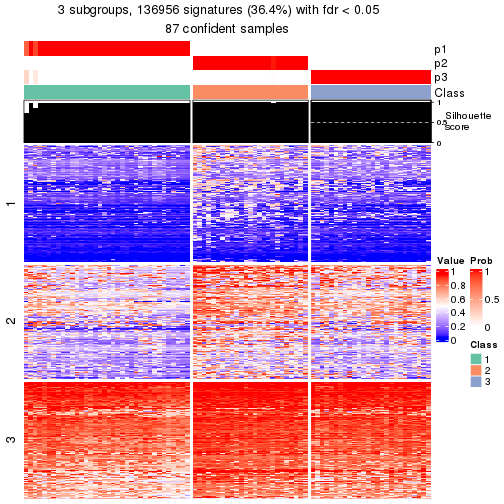 3 subgroups, 136956 signatures (36.4%) with fdr < 0.05
87 confident samples
p1
p2
p3
Class
1
0.5
0
Silhouette
score
1
2
3
Value
1
0.8
0.6
0.4
0.2
0
Prob
1
0.5
0
Class
1
2
3